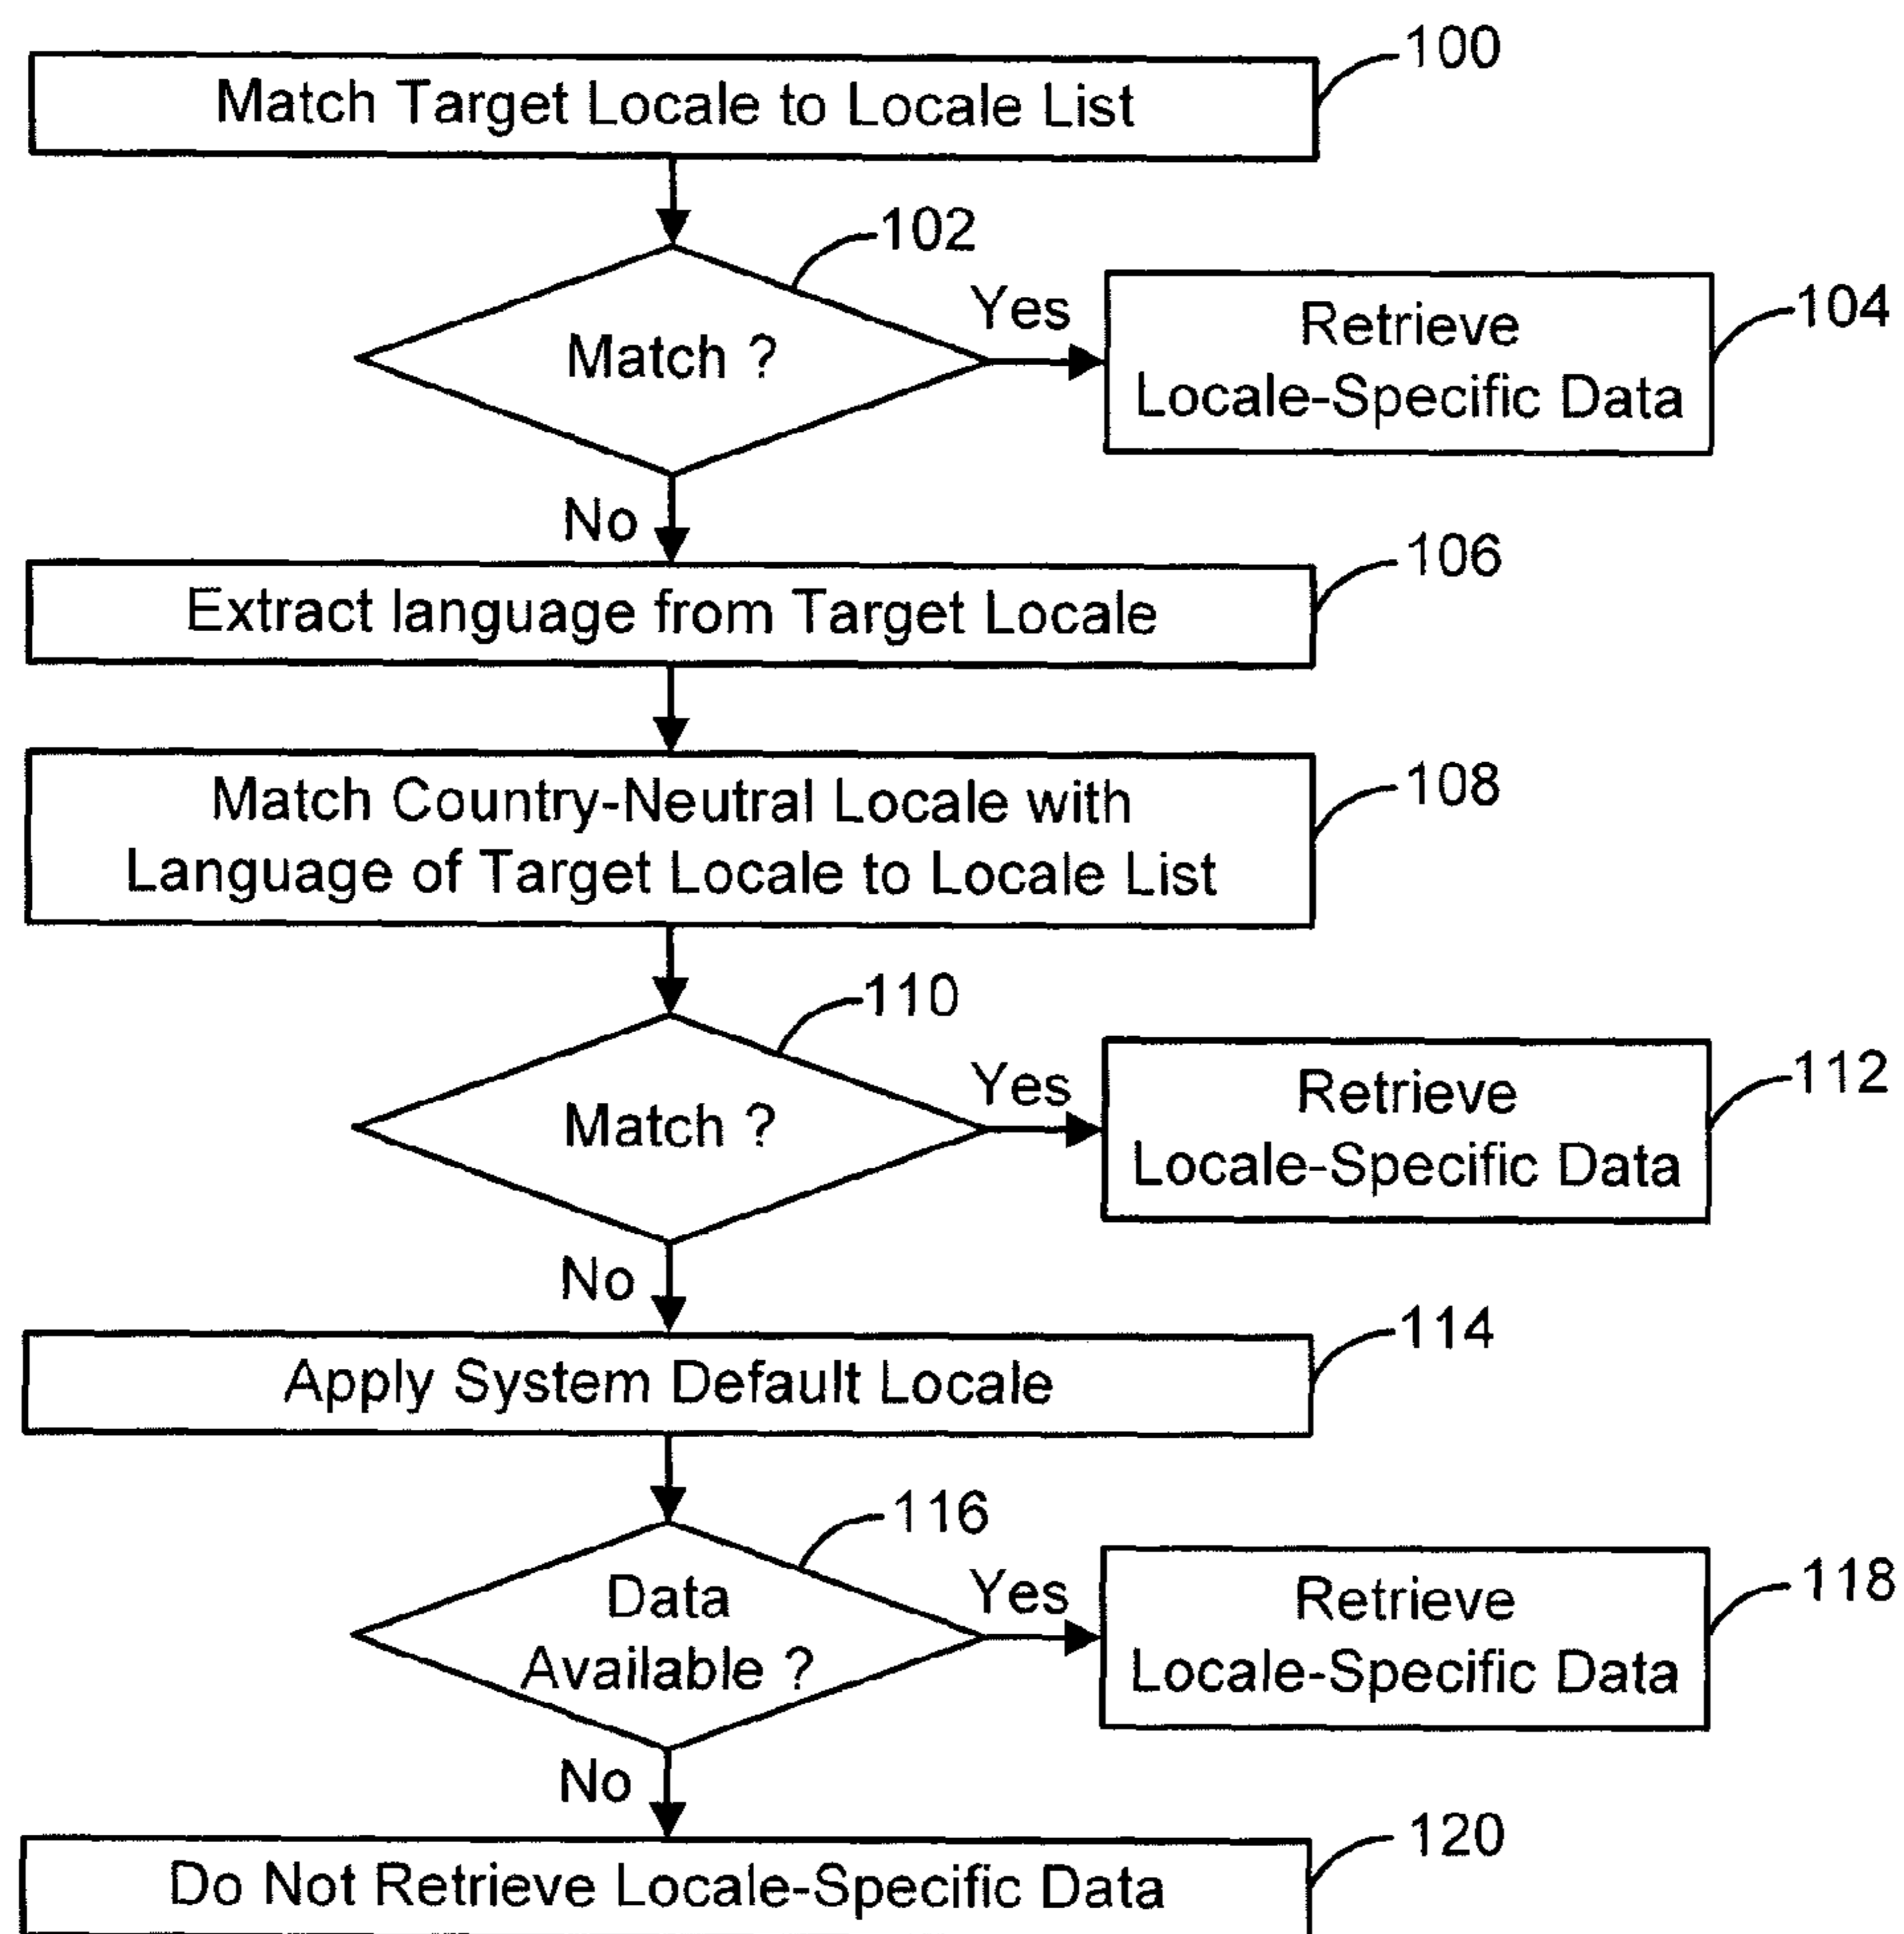 100
Match Target Locale to Locale List
102
Match ?
Yes
Retrieve
Locale-Specific Data
104
No
106
Extract language from Target Locale
108
Match Country-Neutral Locale with
Language of Target Locale to Locale List
110
Match ?
Yes
Retrieve
Locale-Specific Data
112
No
114
Apply System Default Locale
116
Data
Available ?
Yes
Retrieve
Locale-Specific Data
118
No
120
Do Not Retrieve Locale-Specific Data